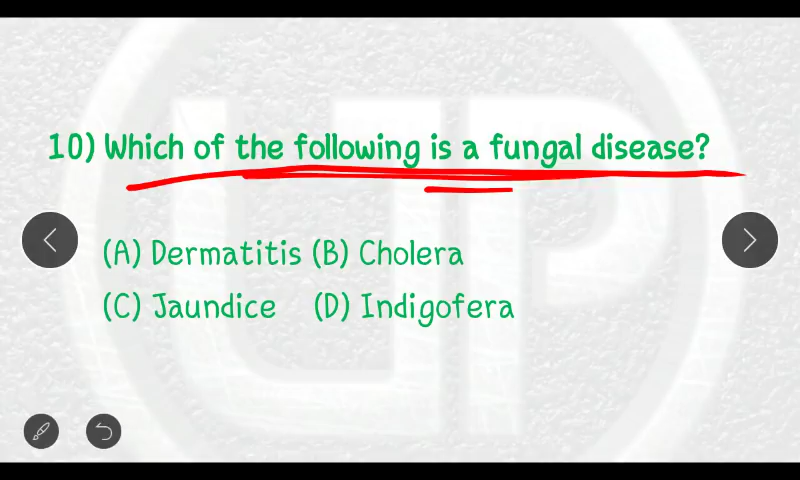 10) Which of the following is a fungal disease?
(A) Dermatitis (B) Cholera
(C) Jaundice (D) Indigofera